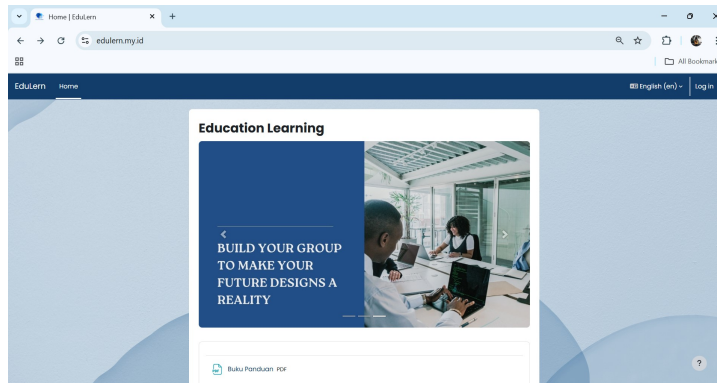 Home | EduLern
edulern.my.id
All Bookmark
EduLern Home
English (en)
Log in
Education Learning
BUILD YOUR GROUP
TO MAKE YOUR
FUTURE DESIGNS A
REALITY
Buku Panduan PDF
?